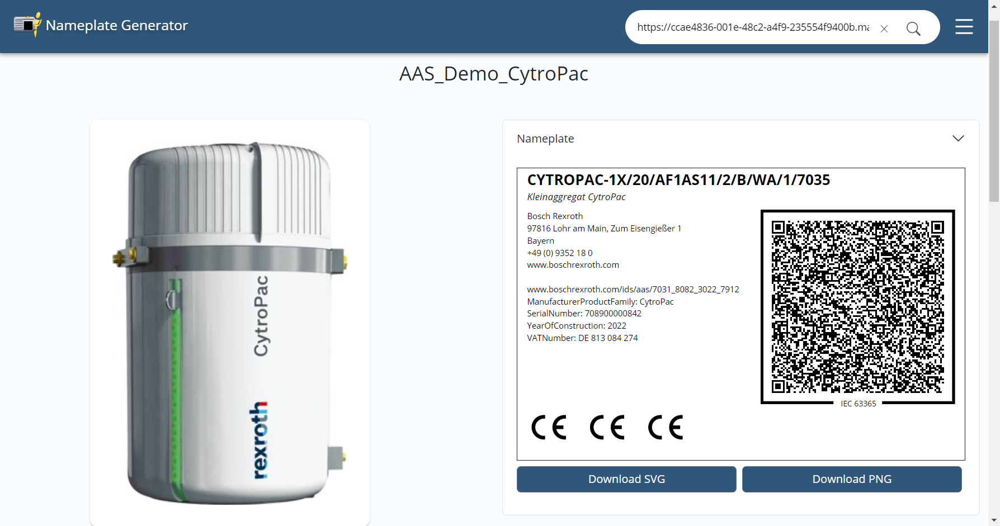 Nameplate Generator
https://ccae4836-001e-48c2-a4f9-235554f9400b.ma
AAS_Demo_CytroPac
CytroPac
rexroth
Nameplate
CYTROPAC-1X/20/AF1AS11/2/B/WA/1/7035
Kleinaggregat CytroPac
Bosch Rexroth
97816 Lohr am Main, Zum Eisengießer 1
Bayern
+49 (0) 9352 18 0
www.boschrexroth.com
www.boschrexroth.com/ids/aas/7031_8082_3022_7912
ManufacturerProductFamily: CytroPac
SerialNumber: 708900000842
YearOfConstruction: 2022
VATNumber: DE 813 084 274
IEC 63365
CE CE CE
Download SVG
Download PNG